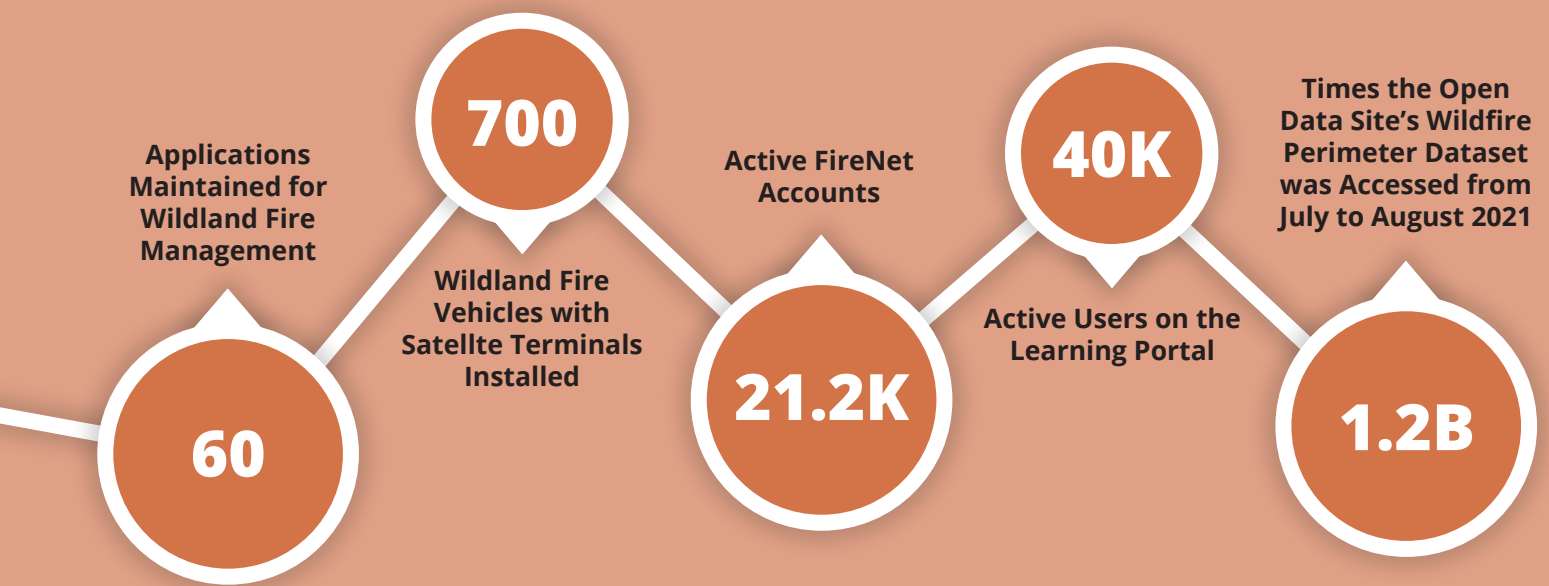 Applications
Maintained for
Wildland Fire
Management
60
700
Wildland Fire
Vehicles with
Satellte Terminals
Installed
Active FireNet
Accounts
21.2K
40K
Active Users on the
Learning Portal
Times the Open
Data Site’s Wildfire
Perimeter Dataset
was Accessed from
July to August 2021
1.2B